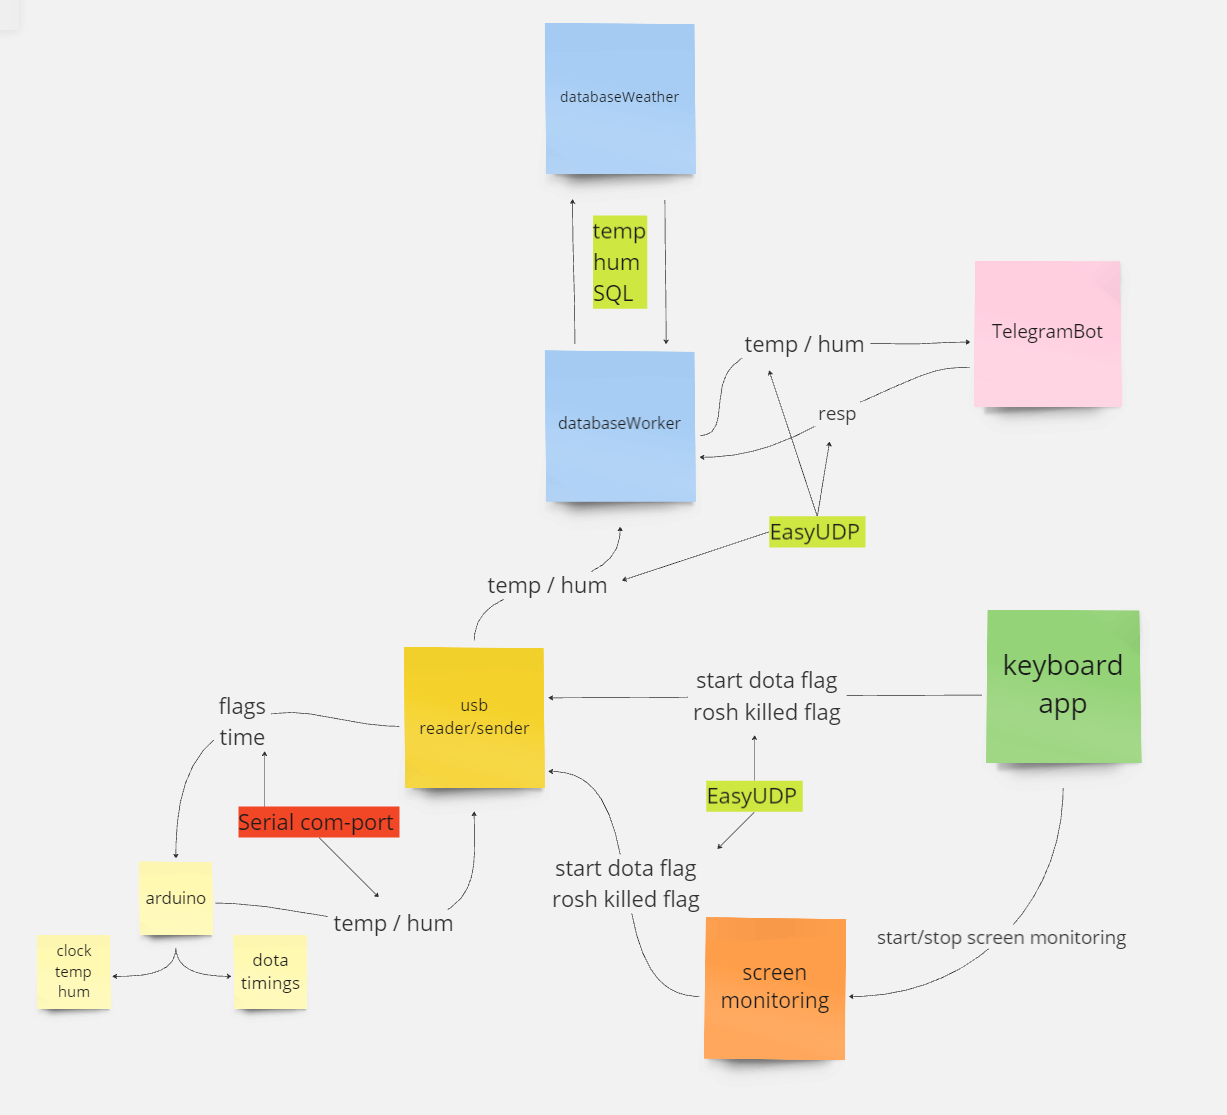 databaseWeather
temp
hum
SQL
TelegramBot
temp / hum
databaseWorker
resp
EasyUDP
temp / hum
keyboard
app
start dota flag
rosh killed flag
usb
reader/sender
flags
time
EasyUDP
Serial com-port
start dota flag
rosh killed flag
arduino
temp / hum
start/stop screen monitoring
clock
temp
hum
dota
timings
screen
monitoring